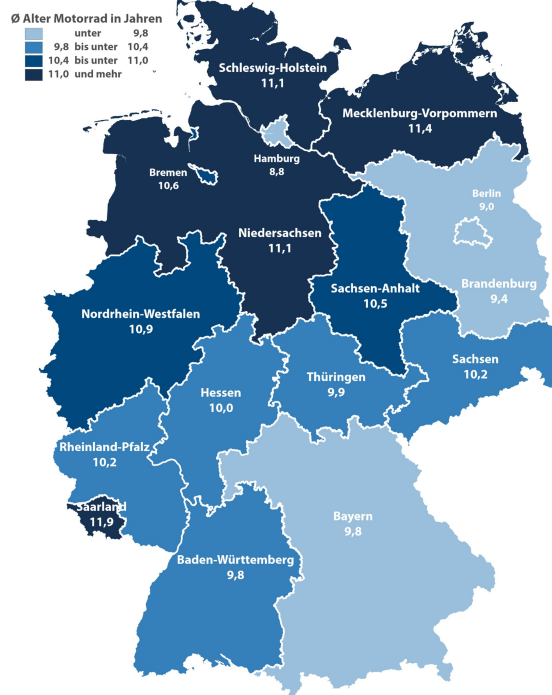 Ø Alter Motorrad in Jahren
unter 9,8
9,8 bis unter 10,4
10,4 bis unter 11,0
11,0 und mehr
Schleswig-Holstein
11,1
Mecklenburg-Vorpommern
11,4
Hamburg
8,8
Bremen
10,6
Berlin
9,0
Niedersachsen
11,1
Brandenburg
9,4
Sachsen-Anhalt
10,5
Nordrhein-Westfalen
10,9
Sachsen
10,2
Thüringen
9,9
Hessen
10,0
Rheinland-Pfalz
10,2
Saarland
11,9
Bayern
9,8
Baden-Württemberg
9,8